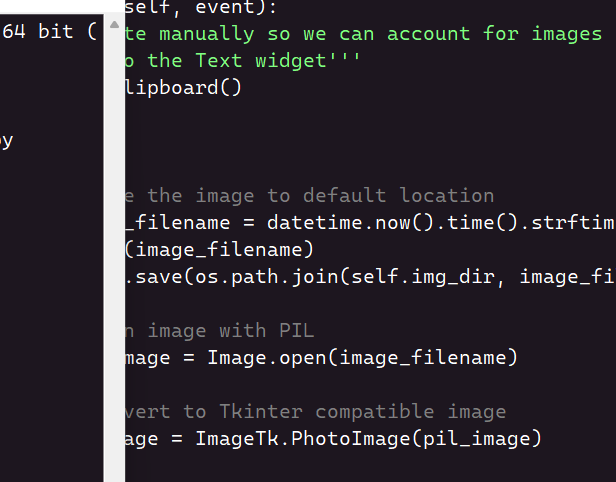 self, event):
64 bit (
te manually so we can account for images
o the Text widget'''
lipboard()
py
e the image to default location
_filename = datetime.now().time().strftim
(image_filename)
.save(os.path.join(self.img_dir, image_fi
n image with PIL
mage = Image.open(image_filename)
vert to Tkinter compatible image
age = ImageTk.PhotoImage(pil_image)